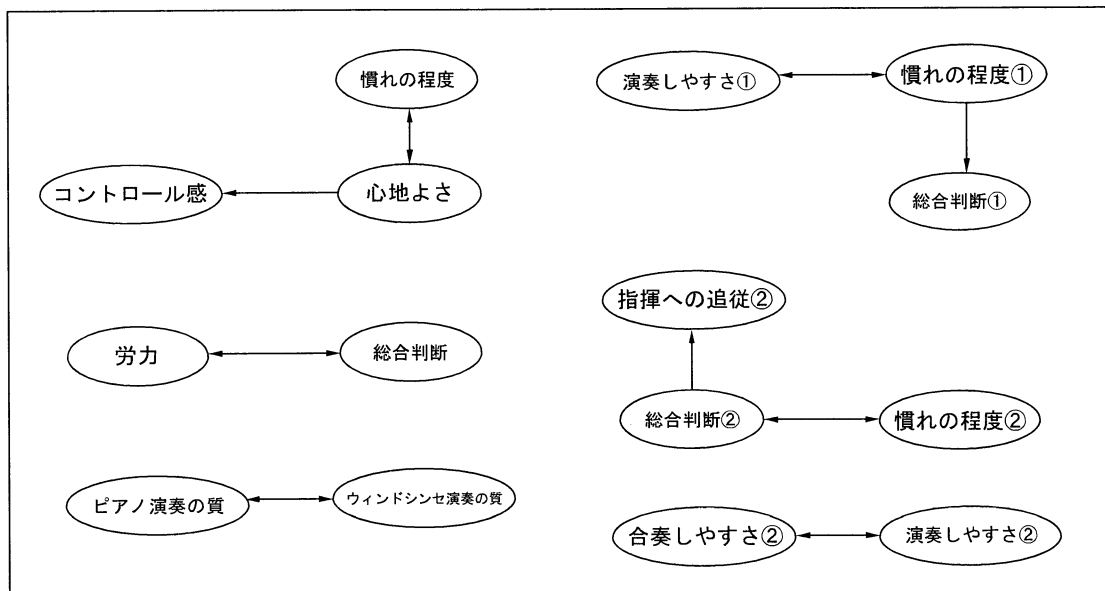 慣れの程度
コントロール感
心地よさ
労力
総合判断
ピアノ演奏の質
ウィンドシンセ演奏の質
演奏しやすさ①
慣れの程度①
総合判断①
指揮への追従②
総合判断②
慣れの程度②
合奏しやすさ②
演奏しやすさ②